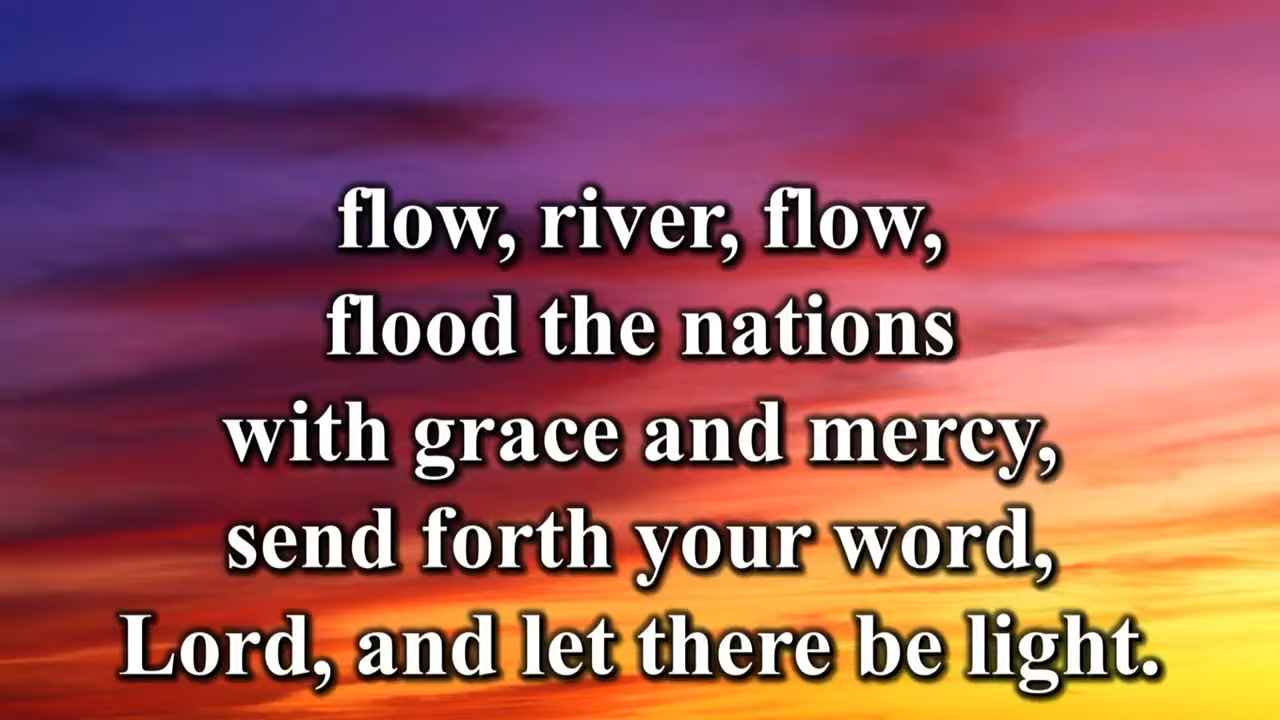 flow, river, flow,
flood the nations
with grace and mercy,
send forth your word,
Lord, and let there be light.